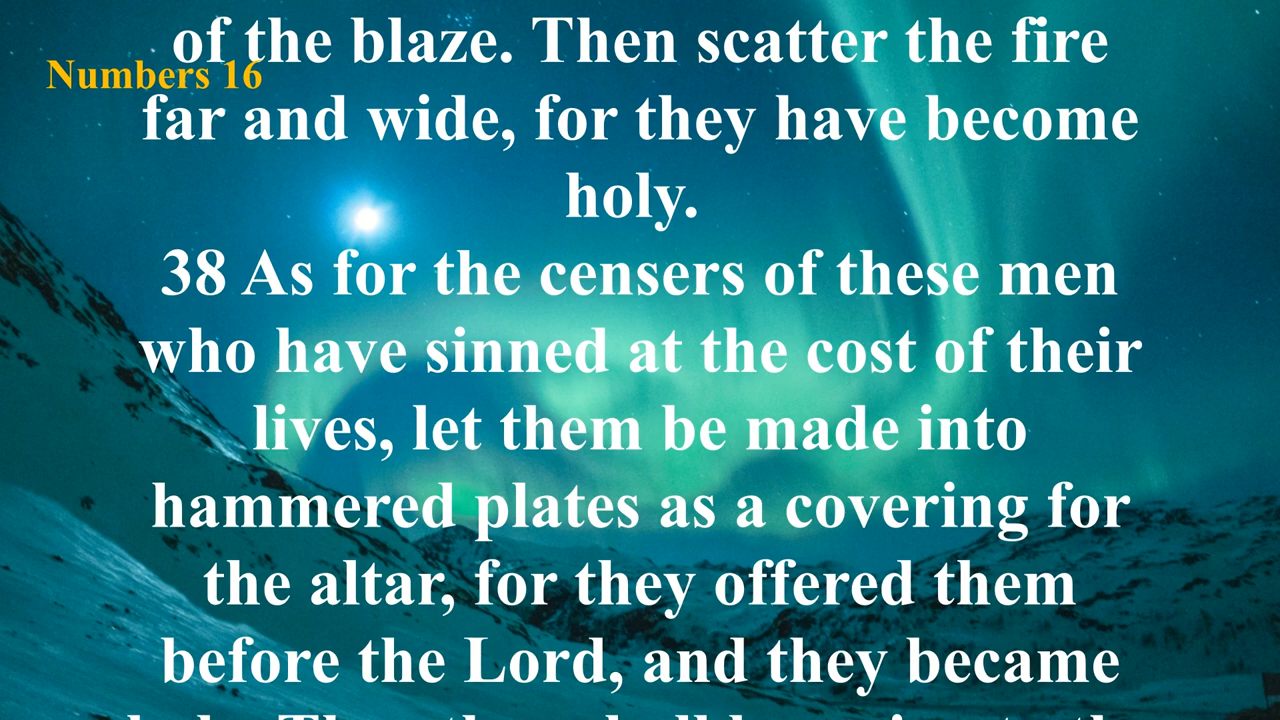 of the blaze. Then scatter the fire
Numbers 16
far and wide, for they have become
holy.
38 As for the censers of these men
who have sinned at the cost of their
lives, let them be made into
hammered plates as a covering for
the altar, for they offered them
before the Lord, and they became